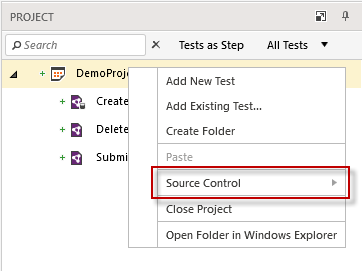 PROJECT
Search
Tests as Step
All Tests
DemoProje
Add New Test
Add Existing Test...
Create Folder
Paste
Source Control
Close Project
Open Folder in Windows Explorer
Create
Delete
Submi